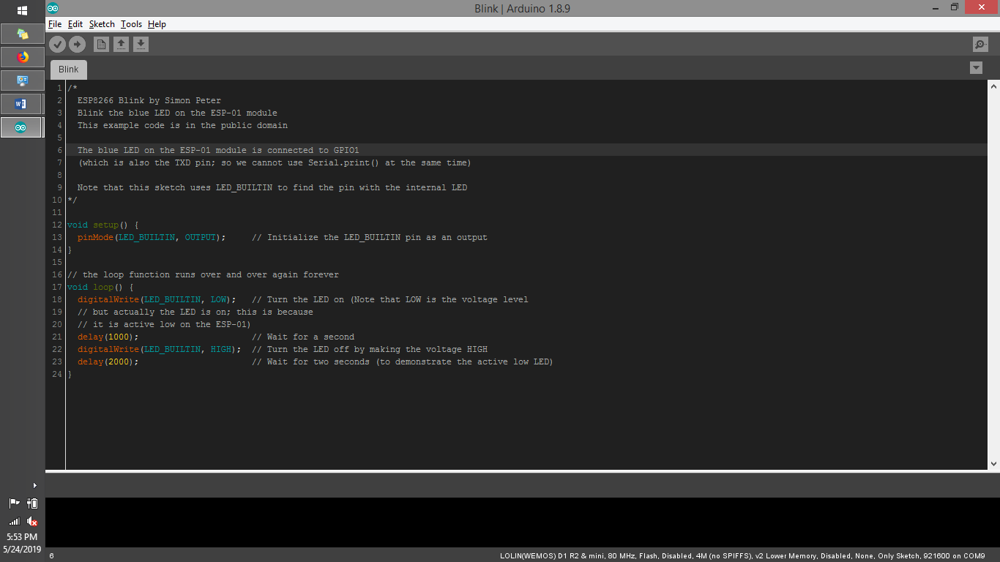 Blink | Arduino 1.8.9
File Edit Sketch Tools Help
Blink
1 /*
2 ESP8266 Blink by Simon Peter
3 Blink the blue LED on the ESP-01 module
4 This example code is in the public domain
5
6 The blue LED on the ESP-01 module is connected to GPIO1
7 (which is also the TXD pin; so we cannot use Serial.print() at the same time)
8
9 Note that this sketch uses LED_BUILTIN to find the pin with the internal LED
10 */
11
12 void setup() {
13 pinMode(LED_BUILTIN, OUTPUT); // Initialize the LED_BUILTIN pin as an output
14 }
15
16 // the loop function runs over and over again forever
17 void loop() {
18 digitalWrite(LED_BUILTIN, LOW); // Turn the LED on (Note that LOW is the voltage level
19 // but actually the LED is on; this is because
20 // it is active low on the ESP-01)
21 delay(1000); // Wait for a second
22 digitalWrite(LED_BUILTIN, HIGH); // Turn the LED off by making the voltage HIGH
23 delay(2000); // Wait for two seconds (to demonstrate the active low LED)
24 }
5:53 PM
5/24/2019
6
LOLIN(WEMOS) D1 R2 & mini, 80 MHz, Flash, Disabled, 4M (no SPIFFS), v2 Lower Memory, Disabled, None, Only Sketch, 921600 on COM9